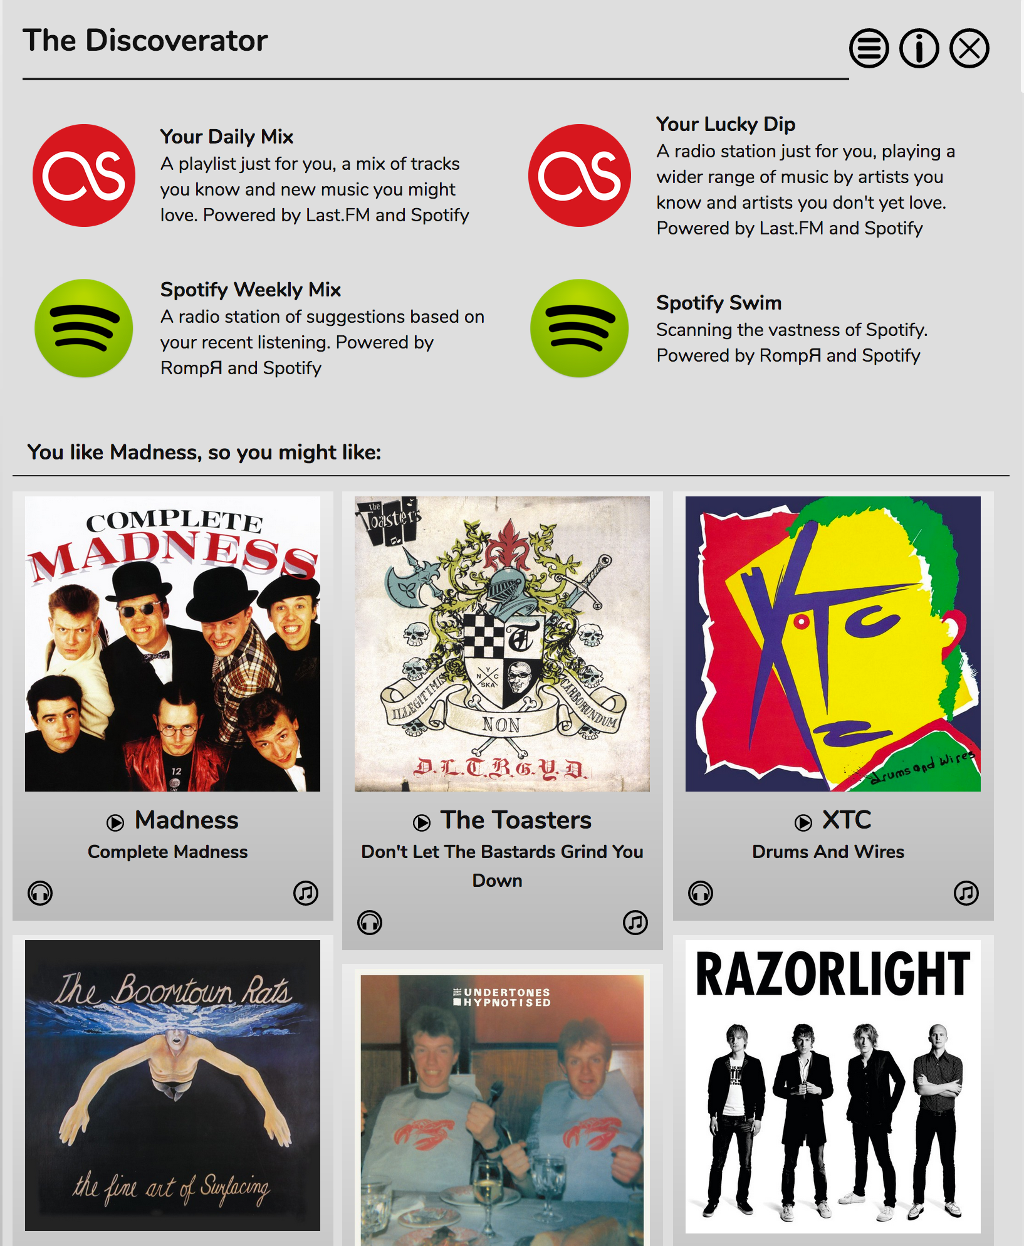 The Discoverator
Your Daily Mix
A playlist just for you, a mix of tracks
you know and new music you might
love. Powered by Last.FM and Spotify
Your Lucky Dip
A radio station just for you, playing a
wider range of music by artists you
know and artists you don't yet love.
Powered by Last.FM and Spotify
Spotify Weekly Mix
A radio station of suggestions based on
your recent listening. Powered by
RompЯ and Spotify
Spotify Swim
Scanning the vastness of Spotify.
Powered by RompЯ and Spotify
You like Madness, so you might like:
COMPLETE
MADNESS
12
the
Toasters
T
N Y C
SKA
ILLEGITIMIS
NON
CARBORUNDUM
D.L.T.B.G.Y.D.
XTC
drums and wires
Madness
Complete Madness
The Toasters
Don't Let The Bastards Grind You
Down
XTC
Drums And Wires
The Boomtown Rats
the fine art of Surfacing
THE UNDERTONES
HYPNOTISED
RAZORLIGHT